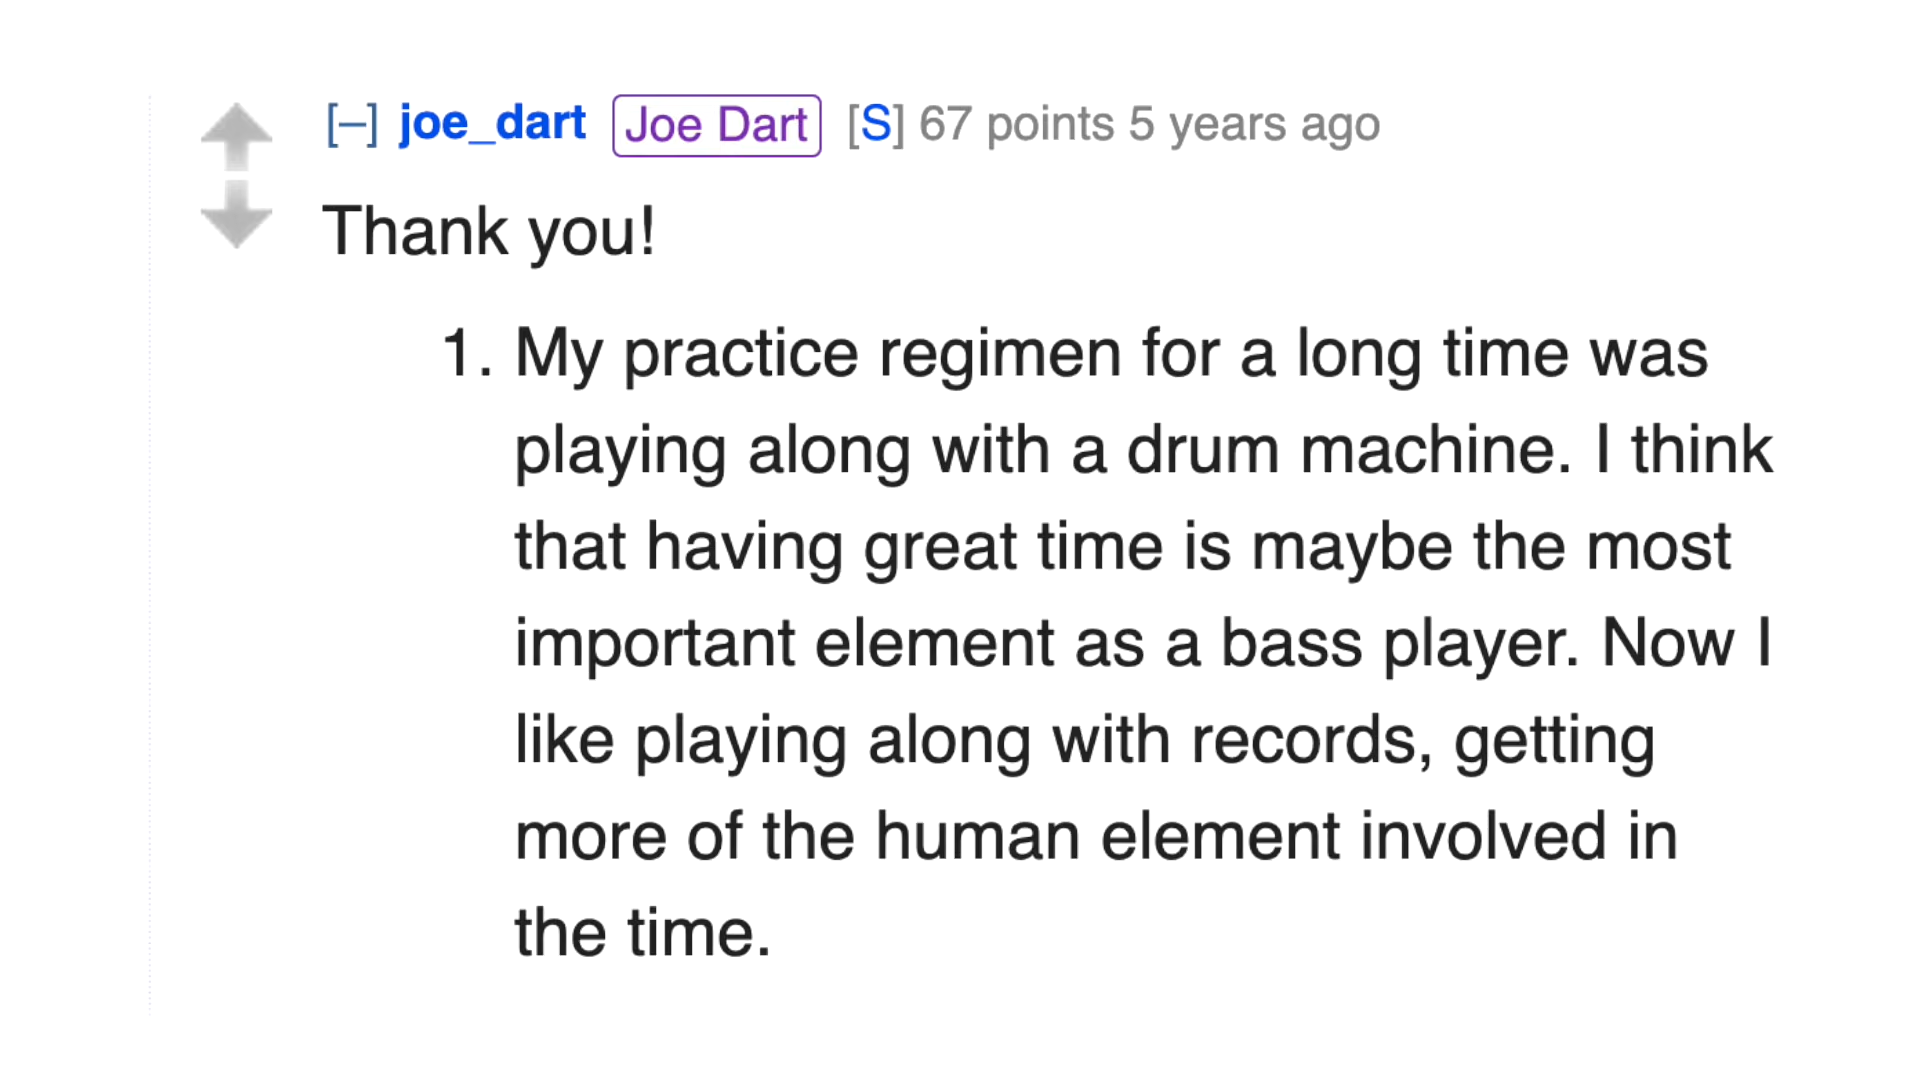 [–] joe_dart Joe Dart [S] 67 points 5 years ago
Thank you!
1. My practice regimen for a long time was
playing along with a drum machine. I think
that having great time is maybe the most
important element as a bass player. Now I
like playing along with records, getting
more of the human element involved in
the time.